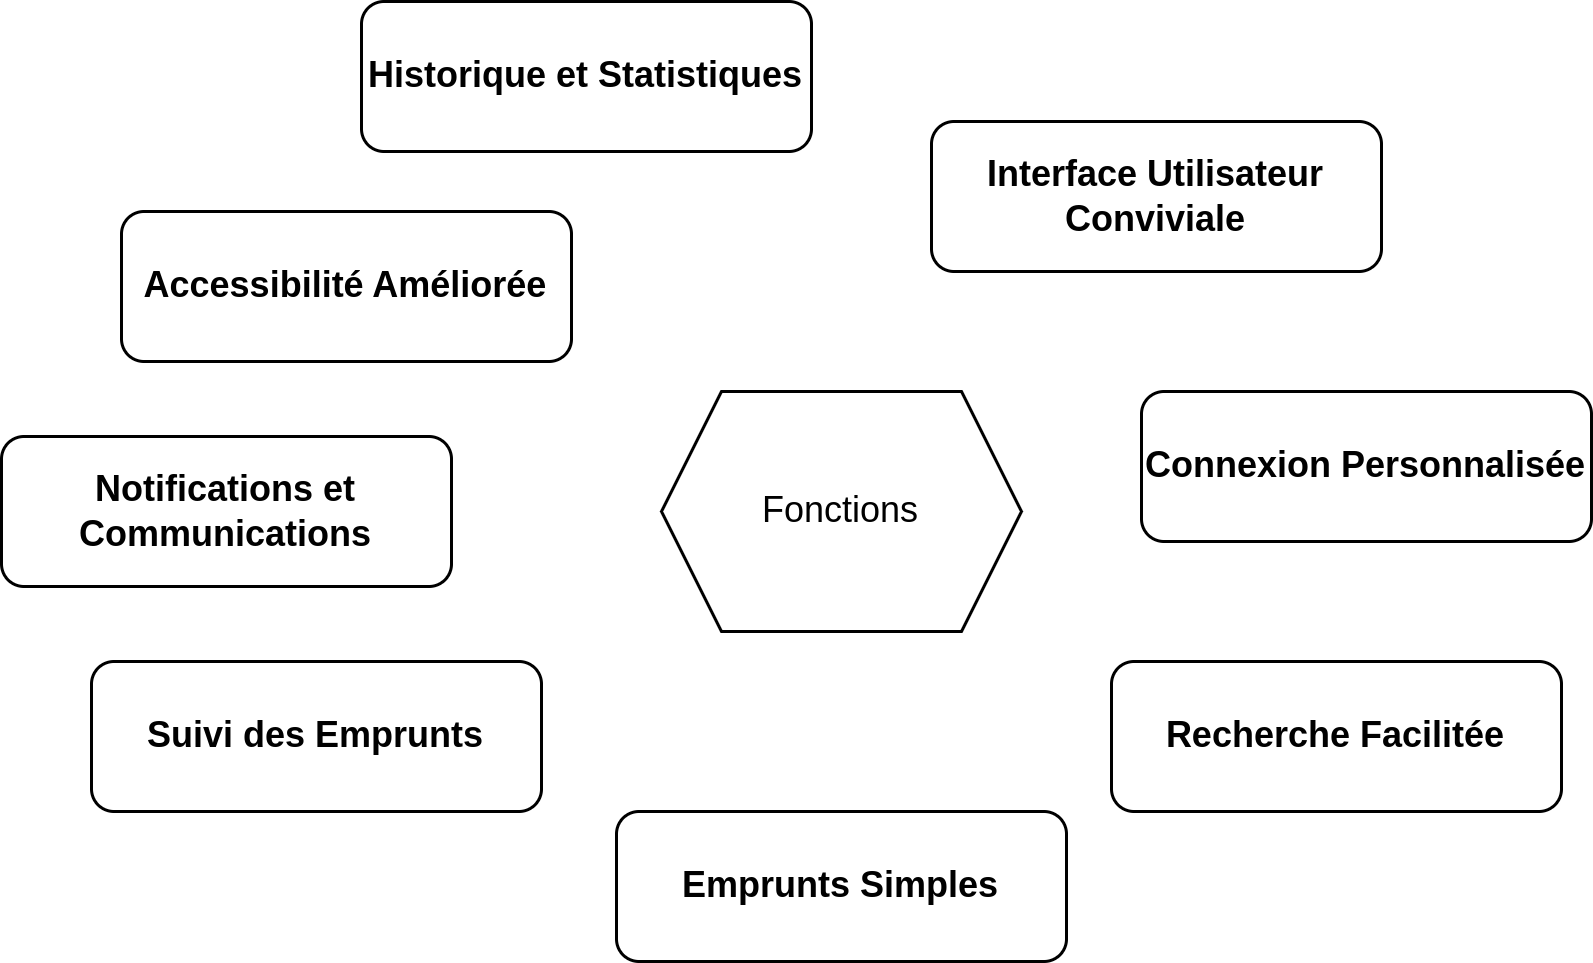 Historique et Statistiques
Interface Utilisateur
Conviviale
Accessibilité Améliorée
Connexion Personnalisée
Notifications et
Communications
Fonctions
Suivi des Emprunts
Recherche Facilitée
Emprunts Simples